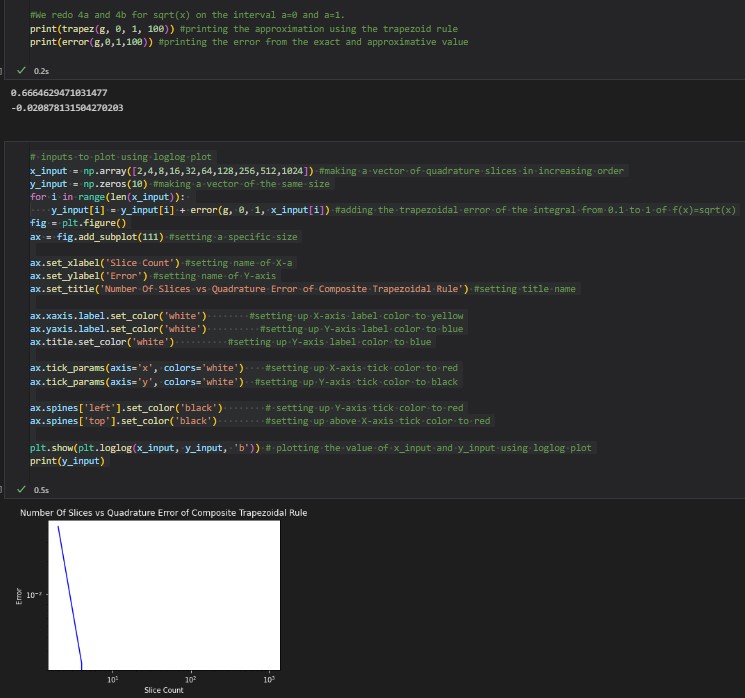 #We redo 4a and 4b for sqrt(x) on the interval a=0 and a=1.
print(trapez(g, 0, 1, 100)) #printing the approximation using the trapezoid rule
print(error(g,0,1,100)) #printing the error from the exact and approximative value
✓ 0.2s
0.6664629471031477
-0.020878131504270203
# inputs to plot using loglog plot
x_input = np.array([2,4,8,16,32,64,128,256,512,1024]) #making a vector of quadrature slices in increasing order
y_input = np.zeros(10) #making a vector of the same size
for i in range(len(x_input)):
    y_input[i] = y_input[i] + error(g, 0, 1, x_input[i]) #adding the trapezoidal error of the integral from 0.1 to 1 of f(x)=sqrt(x)
fig = plt.figure()
ax = fig.add_subplot(111) #setting a specific size
ax.set_xlabel('Slice Count') #setting name of X-a
ax.set_ylabel('Error') #setting name of Y-axis
ax.set_title('Number Of Slices vs Quadrature Error of Composite Trapezoidal Rule') #setting title name
ax.xaxis.label.set_color('white')        #setting up X-axis label color to yellow
ax.yaxis.label.set_color('white')          #setting up Y-axis label color to blue
ax.title.set_color('white')          #setting up Y-axis label color to blue
ax.tick_params(axis='x', colors='white')    #setting up X-axis tick color to red
ax.tick_params(axis='y', colors='white')  #setting up Y-axis tick color to black
ax.spines['left'].set_color('black')        # setting up Y-axis tick color to red
ax.spines['top'].set_color('black')         #setting up above X-axis tick color to red
plt.show(plt.loglog(x_input, y_input, 'b')) # plotting the value of x_input and y_input using loglog plot
print(y_input)
✓ 0.5s
Number Of Slices vs Quadrature Error of Composite Trapezoidal Rule
Error
10⁻²
10¹ 10² 10³
Slice Count